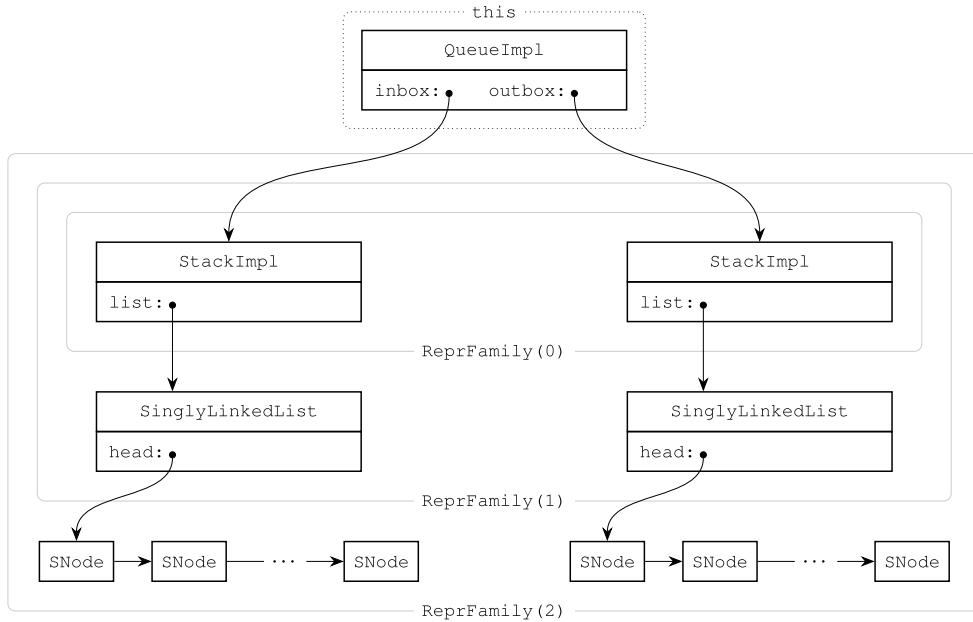 this
QueueImpl
inbox: outbox:
StackImpl StackImpl
list: list:
ReprFamily(0)
SinglyLinkedList SinglyLinkedList
head: head:
ReprFamily(1)
SNode SNode ··· SNode SNode SNode ··· SNode
ReprFamily(2)